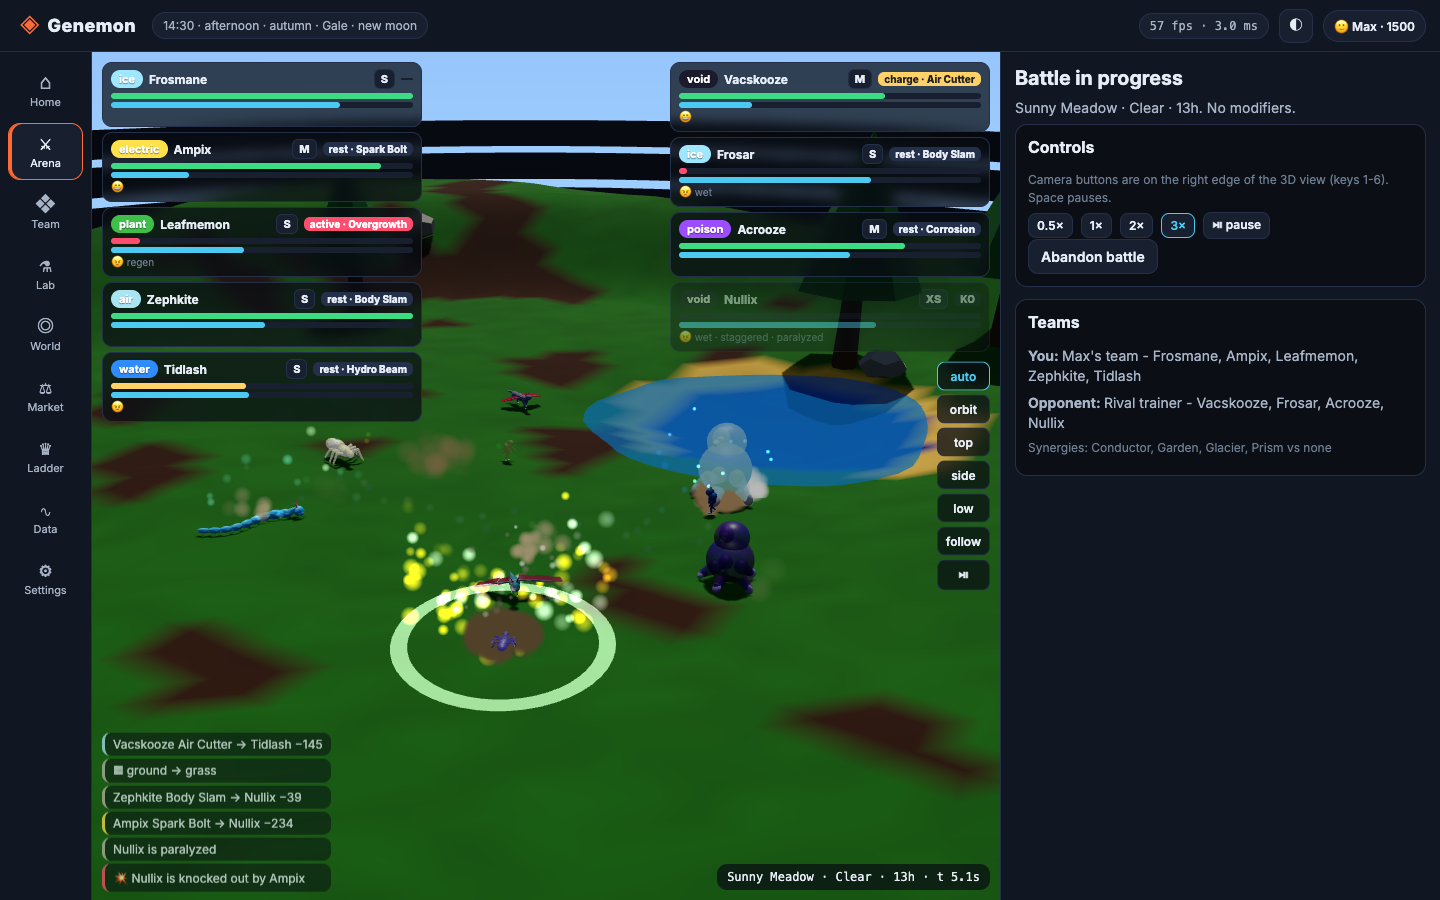 Genemon
14:30 · afternoon · autumn · Gale · new moon
57 fps · 3.0 ms
Max · 1500
Home
Arena
Team
Lab
World
Market
Ladder
Data
Settings
ice Frosmane S —
electric Ampix M rest · Spark Bolt
plant Leafmemon S active · Overgrowth
regen
air Zephkite S rest · Body Slam
water Tidlash S rest · Hydro Beam
void Vacskooze M charge · Air Cutter
ice Frosar S rest · Body Slam
wet
poison Acrooze M rest · Corrosion
void Nullix XS KO
wet · staggered · paralyzed
auto
orbit
top
side
low
follow
Vacskooze Air Cutter → Tidlash −145
ground → grass
Zephkite Body Slam → Nullix −39
Ampix Spark Bolt → Nullix −234
Nullix is paralyzed
💥 Nullix is knocked out by Ampix
Sunny Meadow · Clear · 13h · t 5.1s
Battle in progress
Sunny Meadow · Clear · 13h. No modifiers.
Controls
Camera buttons are on the right edge of the 3D view (keys 1-6).
Space pauses.
0.5× 1× 2× 3× ⏯ pause
Abandon battle
Teams
You: Max's team - Frosmane, Ampix, Leafmemon,
Zephkite, Tidlash
Opponent: Rival trainer - Vacskooze, Frosar, Acrooze,
Nullix
Synergies: Conductor, Garden, Glacier, Prism vs none